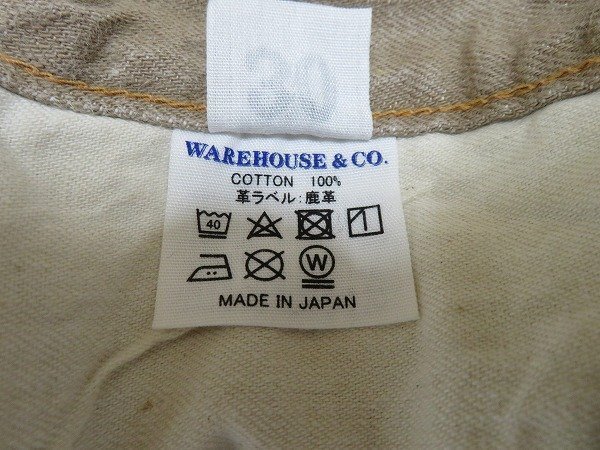 30
WAREHOUSE & CO.
COTTON 100%
革ラベル:鹿革
40
W
MADE IN JAPAN